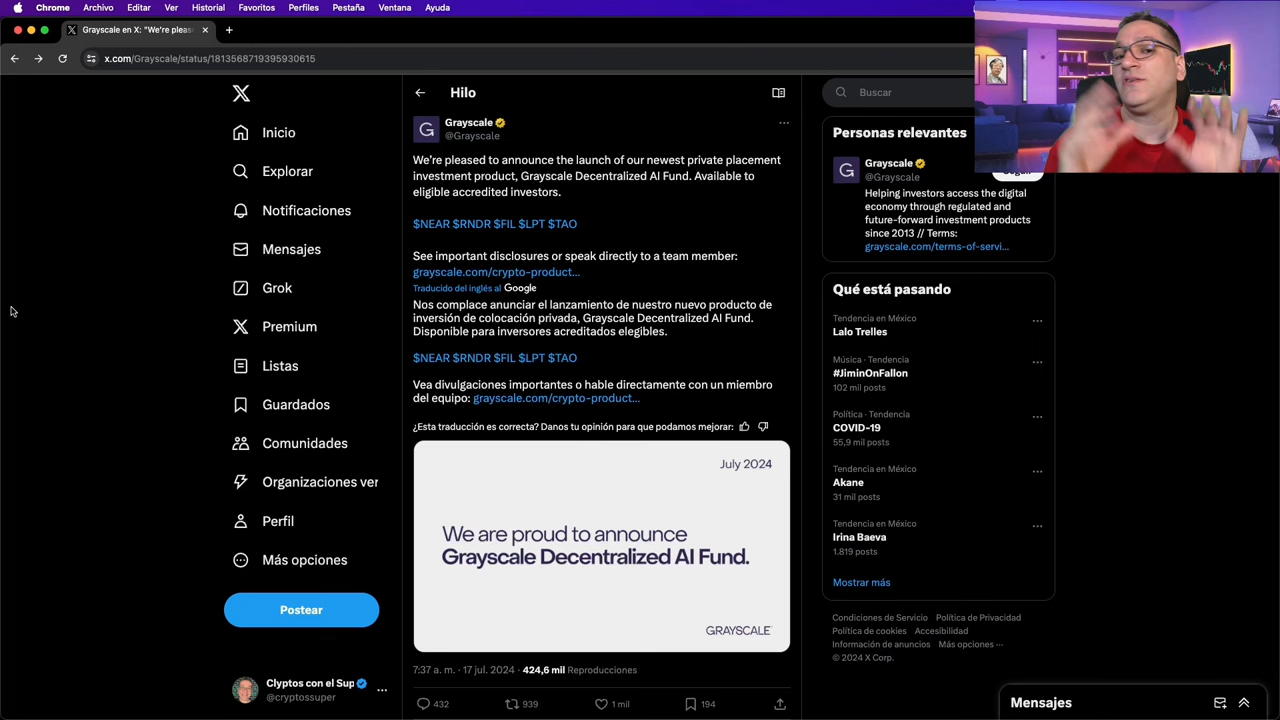 Chrome Archivo Editar Ver Historial Favoritos Perfiles Pestaña Ventana Ayuda
Grayscale en X: "We're pleas
x.com/Grayscale/status/1813568719395930615
Inicio
Explorar
Notificaciones
Mensajes
Grok
Premium
Listas
Guardados
Comunidades
Organizaciones ver
Perfil
Más opciones
Postear
Clyptos con el Sup
@cryptossuper
Hilo
Grayscale
@Grayscale
We're pleased to announce the launch of our newest private placement
investment product, Grayscale Decentralized AI Fund. Available to
eligible accredited investors.
$NEAR $RNDR $FIL $LPT $TAO
See important disclosures or speak directly to a team member:
grayscale.com/crypto-product...
Traducido del inglés al Google
Nos complace anunciar el lanzamiento de nuestro nuevo producto de
inversión de colocación privada, Grayscale Decentralized AI Fund.
Disponible para inversores acreditados elegibles.
$NEAR $RNDR $FIL $LPT $TAO
Vea divulgaciones importantes o hable directamente con un miembro
del equipo: grayscale.com/crypto-product...
¿Esta traducción es correcta? Danos tu opinión para que podamos mejorar:
July 2024
We are proud to announce
Grayscale Decentralized AI Fund.
GRAYSCALE
7:37 a. m. · 17 jul. 2024 · 424,6 mil Reproducciones
432 939 1 mil 194
Buscar
Personas relevantes
Grayscale
@Grayscale
Helping investors access the digital
economy through regulated and
future-forward investment products
since 2013 // Terms:
grayscale.com/terms-of-servi...
Qué está pasando
Tendencia en México
Lalo Trelles
Música · Tendencia
#JiminOnFallon
102 mil posts
Política · Tendencia
COVID-19
55,9 mil posts
Tendencia en México
Akane
31 mil posts
Tendencia en México
Irina Baeva
1.819 posts
Mostrar más
Condiciones de Servicio Política de Privacidad
Política de cookies Accesibilidad
Información de anuncios Más opciones ···
© 2024 X Corp.
Mensajes